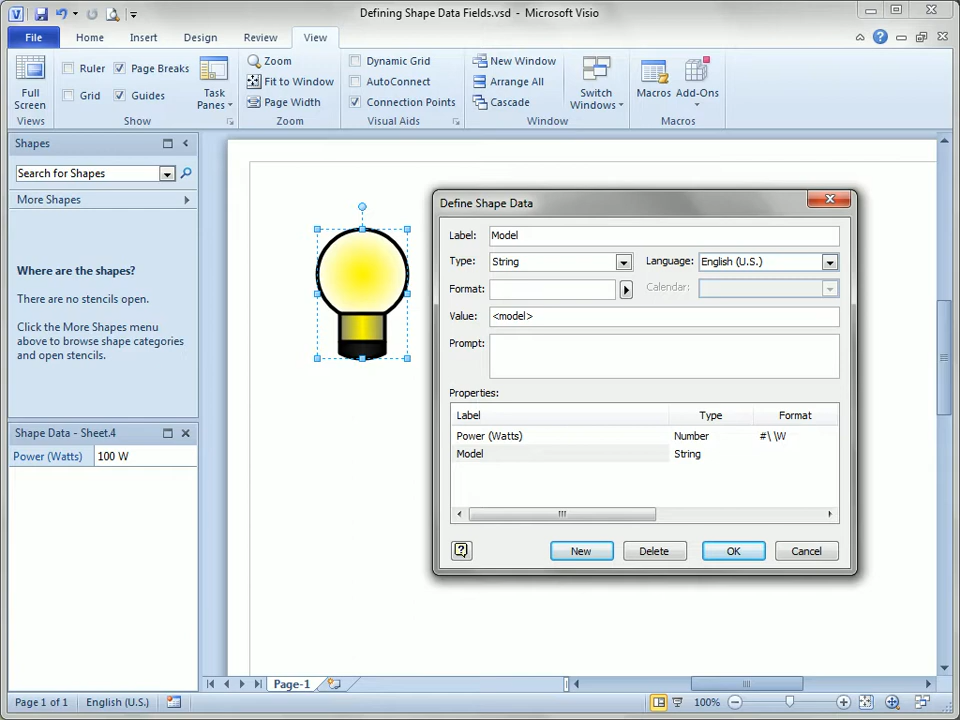 Defining Shape Data Fields.vsd - Microsoft Visio
File Home Insert Design Review View
Ruler Page Breaks
Grid Guides
Full Screen
Task Panes
Zoom
Fit to Window
Page Width
Dynamic Grid
AutoConnect
Connection Points
New Window
Arrange All
Cascade
Switch Windows
Macros Add-Ons
Views Show Zoom Visual Aids Window Macros
Shapes
Search for Shapes
More Shapes
Where are the shapes?
There are no stencils open.
Click the More Shapes menu
above to browse shape categories
and open stencils.
Shape Data - Sheet.4
Power (Watts) 100 W
Define Shape Data
Label: Model
Type: String Language: English (U.S.)
Format: Calendar:
Value: <model>
Prompt:
Properties:
Label Type Format
Power (Watts) Number #\ \W
Model String
New Delete OK Cancel
Page-1
Page 1 of 1 English (U.S.) 100%